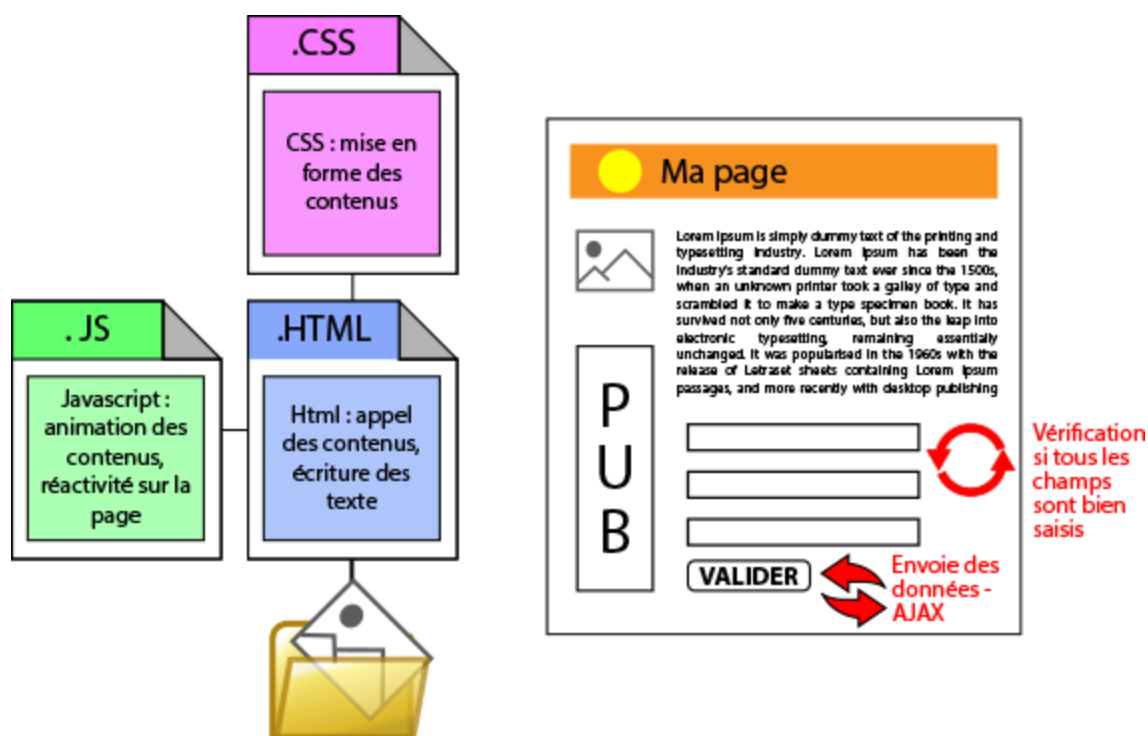 .CSS
CSS : mise en
forme des
contenus
. JS
Javascript :
animation des
contenus,
réactivité sur la
page
.HTML
Html : appel
des contenus,
écriture des
texte
Ma page
Lorem Ipsum is simply dummy text of the printing and
typesetting industry. Lorem Ipsum has been the
industry's standard dummy text ever since the 1500s,
when an unknown printer took a galley of type and
scrambled it to make a type specimen book. It has
survived not only five centuries, but also the leap into
electronic typesetting, remaining essentially
unchanged. It was popularised in the 1960s with the
release of Letraset sheets containing Lorem Ipsum
passages, and more recently with desktop publishing
P
U
B
Vérification
si tous les
champs
sont bien
saisis
VALIDER
Envoie des
données -
AJAX